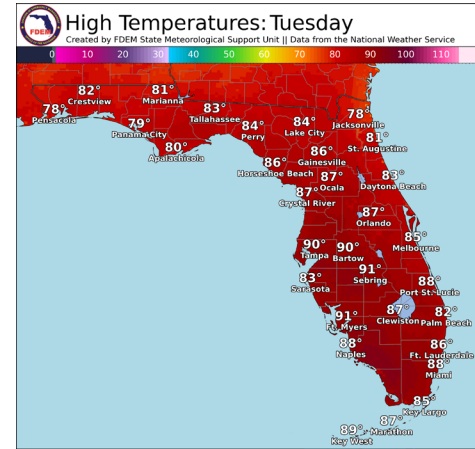 FDEM
High Temperatures: Tuesday
Created by FDEM State Meteorological Support Unit || Data from the National Weather Service
0 10 20 30 40 50 60 70 80 90 100 110
82°
Crestview
81°
Marianna
78°
Pensacola
83°
Tallahassee
79°
Panama City
80°
Apalachicola
84°
Perry
84°
Lake City
78°
Jacksonville
81°
St. Augustine
86°
Gainesville
86°
Horseshoe Beach
87°
Ocala
83°
Daytona Beach
87°
Crystal River
87°
Orlando
85°
Melbourne
90°
Tampa
90°
Bartow
91°
Sebring
83°
Sarasota
88°
Port St. Lucie
87°
Clewiston
82°
Palm Beach
91°
Ft. Myers
88°
Naples
86°
Ft. Lauderdale
88°
Miami
85°
Key Largo
87°
Marathon
89°
Key West